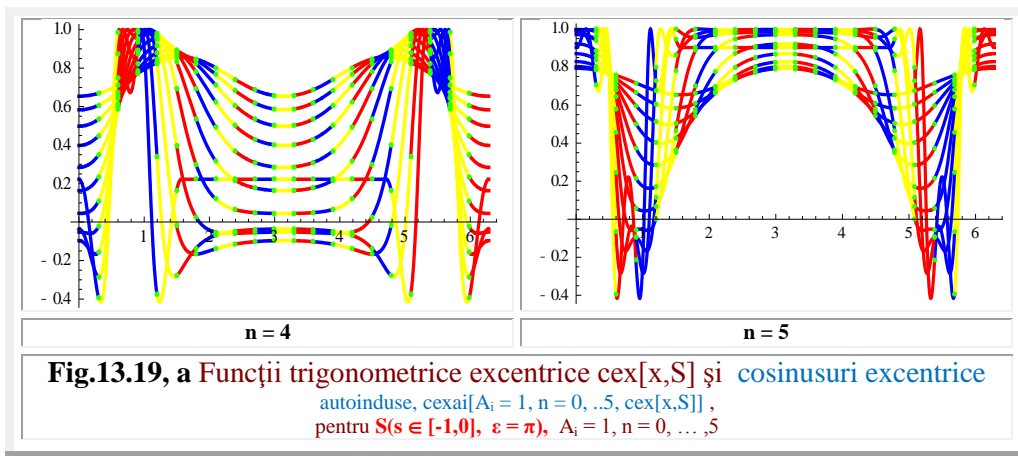 1.0
0.8
0.6
0.4
0.2
- 0.2
- 0.4
1 2 3 4 5 6
1.0
0.8
0.6
0.4
0.2
- 0.2
- 0.4
1 2 3 4 5 6
n = 4
n = 5
Fig.13.19, a Funcţii trigonometrice excentrice cex[x,S] şi cosinusuri excentrice
autoinduse, cexai[Aᵢ = 1, n = 0, ..5, cex[x,S]] ,
pentru S(s ∈ [-1,0], ε = π), Aᵢ = 1, n = 0, … ,5